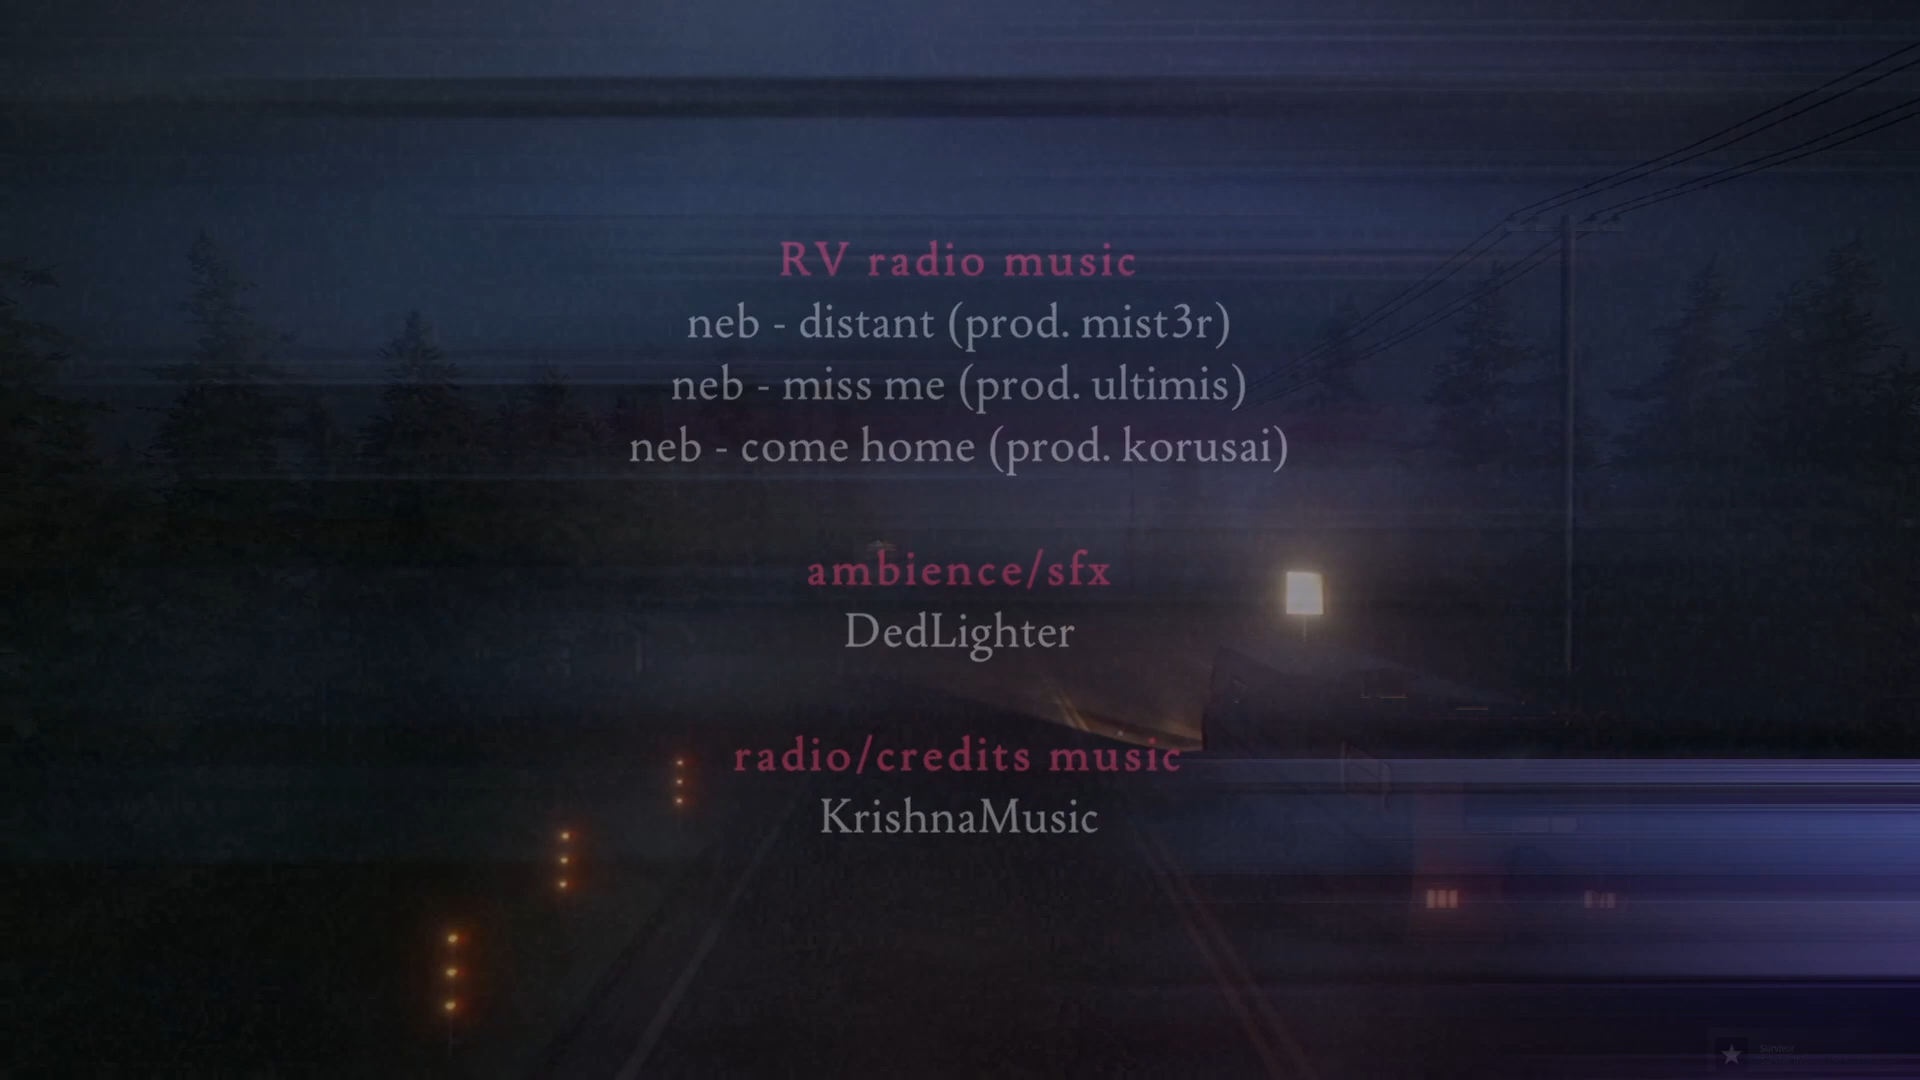 RV radio music
neb - distant (prod. mist3r)
neb - miss me (prod. ultimis)
neb - come home (prod. korusai)
ambience/sfx
DedLighter
radio/credits music
KrishnaMusic